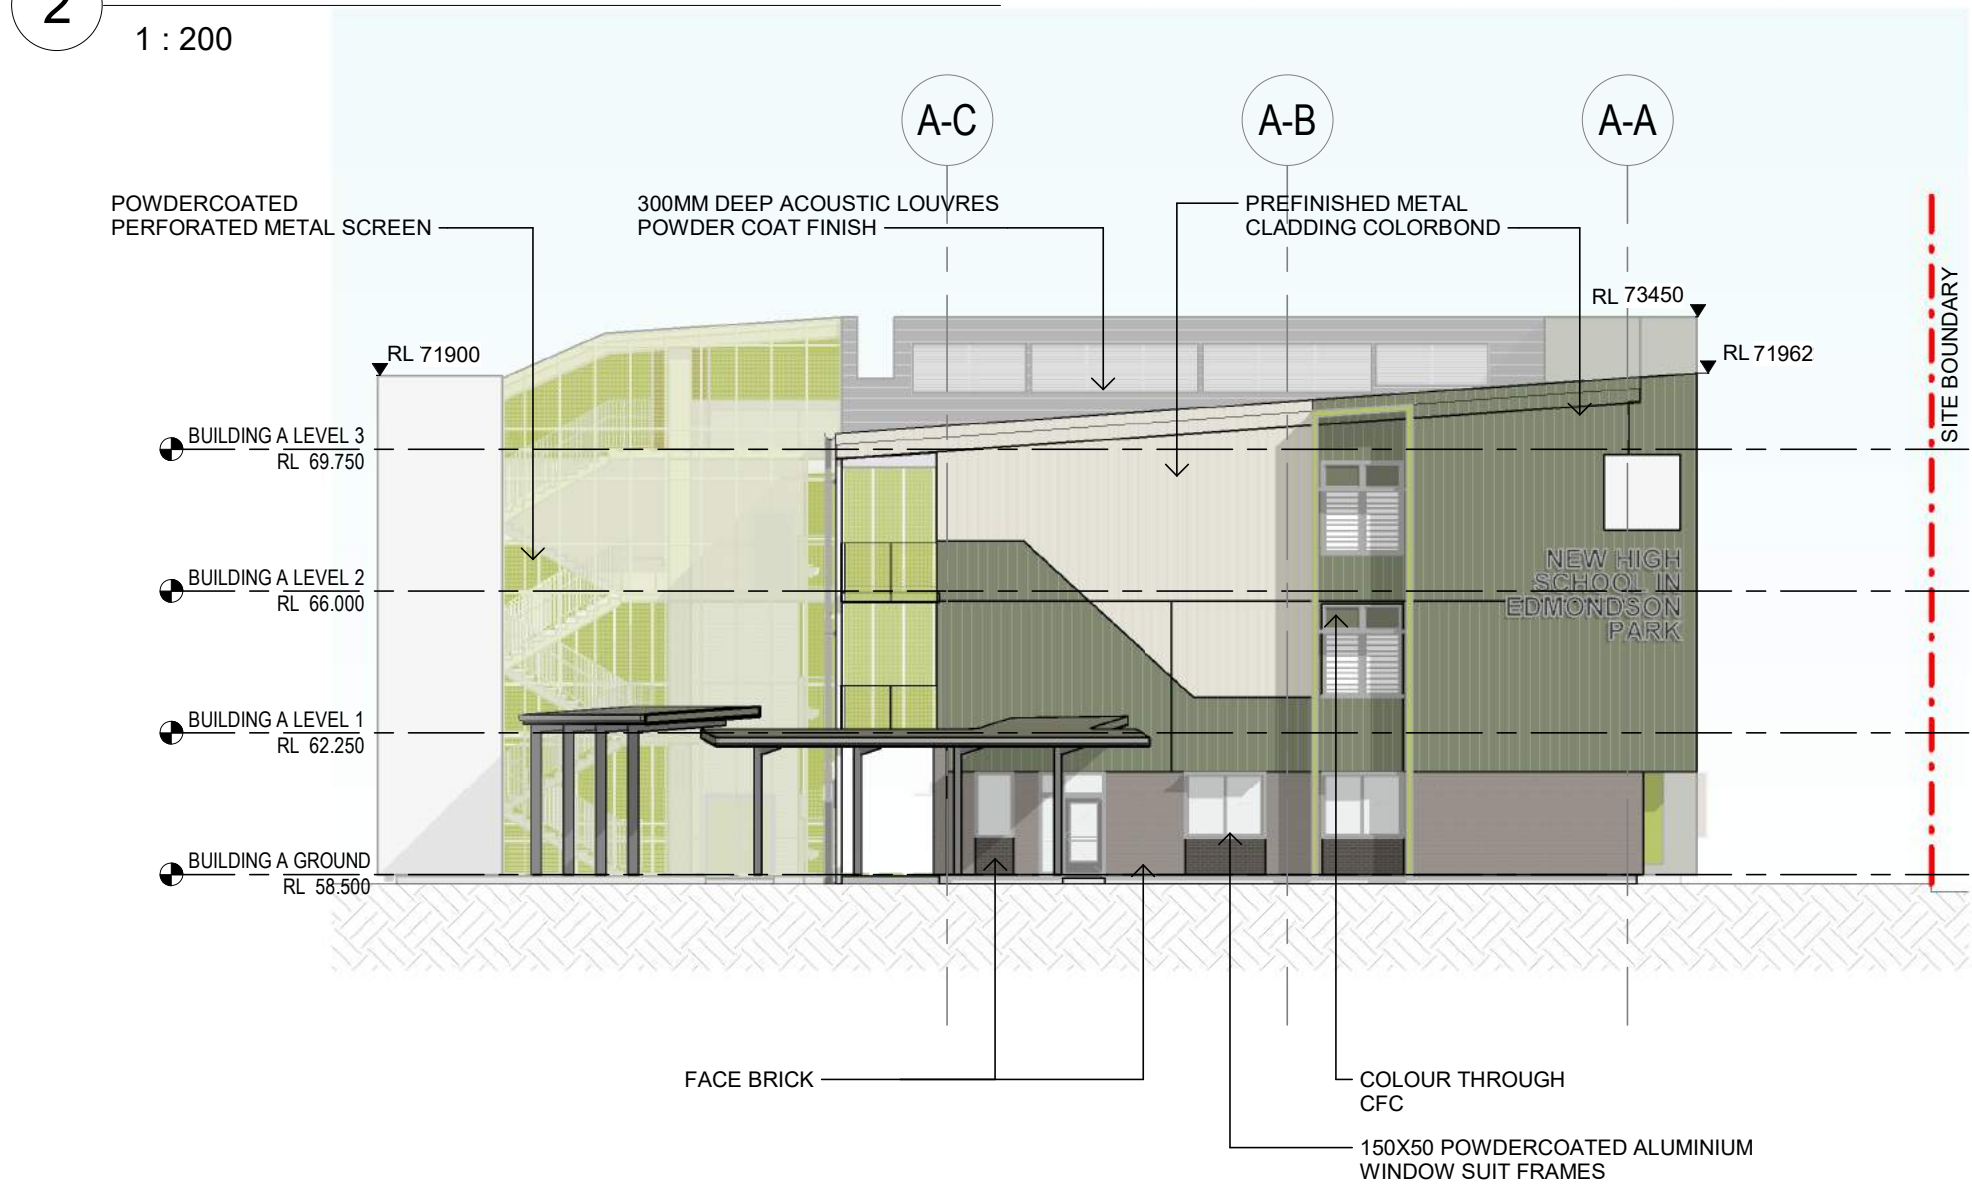 2
1 : 200
A-C
A-B
A-A
POWDERCOATED
PERFORATED METAL SCREEN
300MM DEEP ACOUSTIC LOUVRES
POWDER COAT FINISH
PREFINISHED METAL
CLADDING COLORBOND
RL 73450
RL 71900
RL 71962
SITE BOUNDARY
BUILDING A LEVEL 3
RL 69.750
NEW HIGH
SCHOOL IN
EDMONDSON
PARK
BUILDING A LEVEL 2
RL 66.000
BUILDING A LEVEL 1
RL 62.250
BUILDING A GROUND
RL 58.500
FACE BRICK
COLOUR THROUGH
CFC
150X50 POWDERCOATED ALUMINIUM
WINDOW SUIT FRAMES